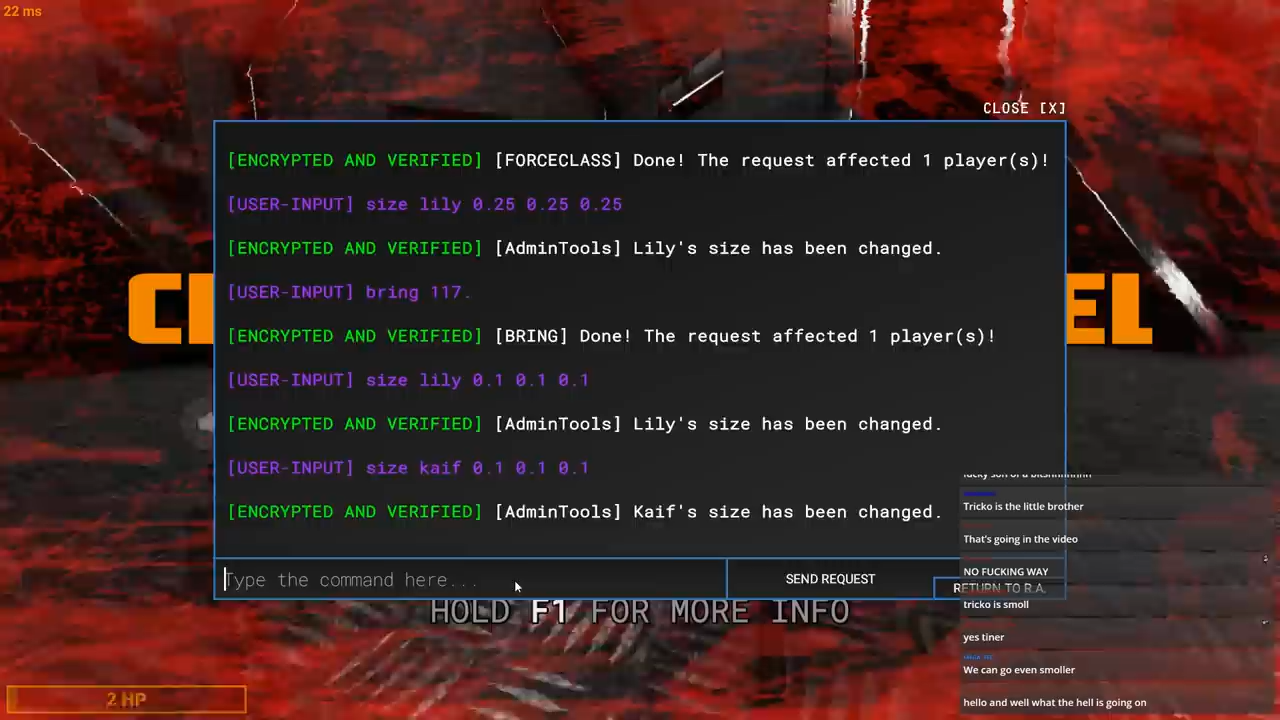 22 ms
CLOSE [X]
[ENCRYPTED AND VERIFIED] [FORCECLASS] Done! The request affected 1 player(s)!
[USER-INPUT] size lily 0.25 0.25 0.25
[ENCRYPTED AND VERIFIED] [AdminTools] Lily's size has been changed.
[USER-INPUT] bring 117.
[ENCRYPTED AND VERIFIED] [BRING] Done! The request affected 1 player(s)!
[USER-INPUT] size lily 0.1 0.1 0.1
[ENCRYPTED AND VERIFIED] [AdminTools] Lily's size has been changed.
[USER-INPUT] size kaif 0.1 0.1 0.1
[ENCRYPTED AND VERIFIED] [AdminTools] Kaif's size has been changed.
Type the command here...
SEND REQUEST
RETURN TO R.A.
HOLD F1 FOR MORE INFO
EL
Tricko is the little brother
That's going in the video
NO FUCKING WAY
tricko is smoll
yes tiner
We can go even smoller
hello and well what the hell is going on
2 HP